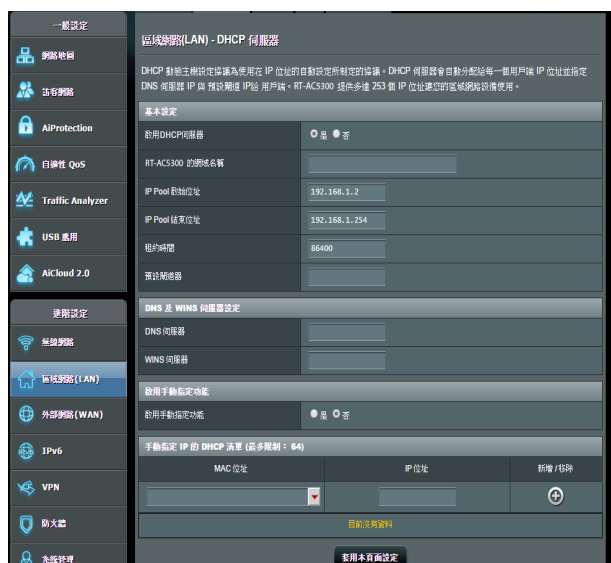 一般設定
網路地圖
訪客網路
AiProtection
自適性 QoS
Traffic Analyzer
USB 應用
AiCloud 2.0
進階設定
無線網路
區域網路(LAN)
外部網路(WAN)
IPv6
VPN
防火牆
系統管理
區域網路(LAN) - DHCP 伺服器
DHCP 動態主機設定協議為使用在 IP 位址的自動設定所制定的協議。DHCP 伺服器會自動分配給每一個用戶端 IP 位址並指定
DNS 伺服器 IP 與 預設閘道 IP給 用戶端。RT-AC5300 提供多達 253 個 IP 位址讓您的區域網路設備使用。
基本設定
啟用DHCP伺服器 是 否
RT-AC5300 的網域名稱
IP Pool 啟始位址 192.168.1.2
IP Pool 結束位址 192.168.1.254
租約時間 86400
預設閘道器
DNS 及 WINS 伺服器設定
DNS 伺服器
WINS 伺服器
啟用手動指定功能
啟用手動指定功能 是 否
手動指定 IP 的 DHCP 清單 (最多限制： 64)
MAC 位址 IP 位址 新增 / 移除
目前沒有資料
套用本頁面設定